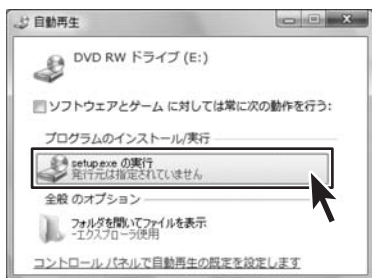 自動再生
DVD RW ドライブ (E:)
ソフトウェアとゲーム に対しては常に次の動作を行う:
プログラムのインストール/実行
setup.exe の実行
発行元は指定されていません
全般 のオプション
フォルダを開いてファイルを表示
-エクスプローラ使用
コントロール パネルで自動再生の既定を設定します